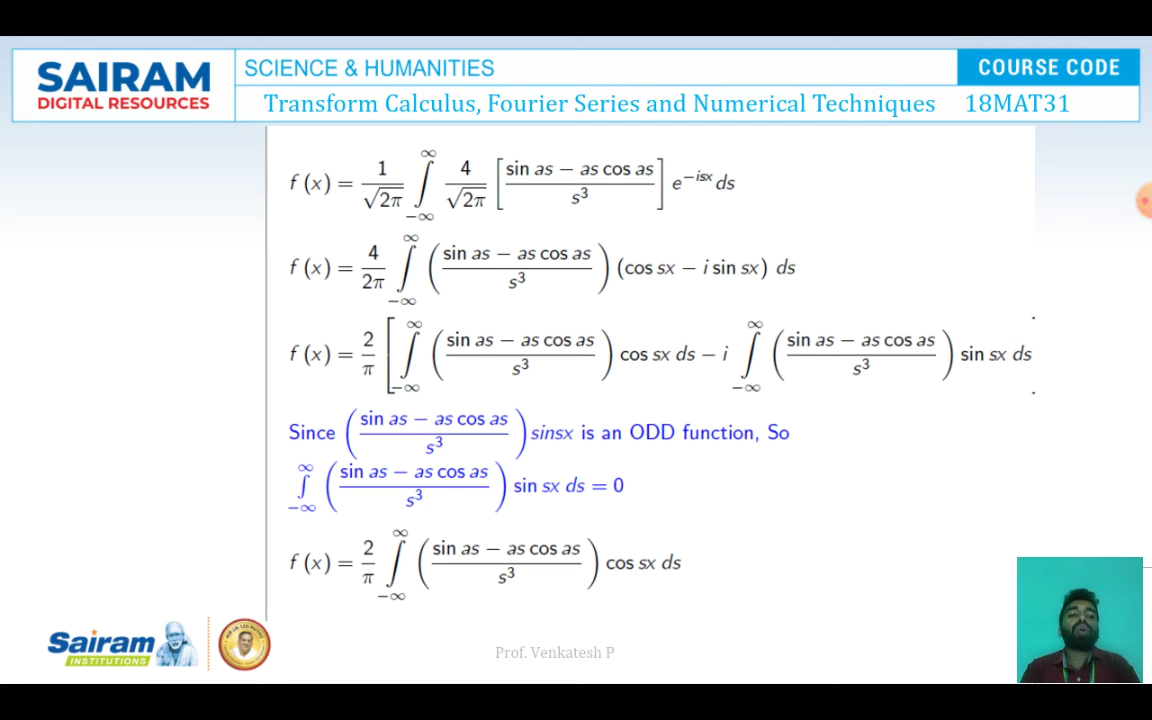 SAIRAM
DIGITAL RESOURCES
SCIENCE & HUMANITIES
COURSE CODE
Transform Calculus, Fourier Series and Numerical Techniques 18MAT31
f (x) = 1/√2π ∫_{−∞}^{∞} 4/√2π [(sin as − as cos as)/s³] e^{−isx} ds
f (x) = 4/2π ∫_{−∞}^{∞} ((sin as − as cos as)/s³) (cos sx − i sin sx) ds
f (x) = 2/π [ ∫_{−∞}^{∞} ((sin as − as cos as)/s³) cos sx ds − i ∫_{−∞}^{∞} ((sin as − as cos as)/s³) sin sx ds
Since ((sin as − as cos as)/s³) sinsx is an ODD function, So
∫_{−∞}^{∞} ((sin as − as cos as)/s³) sin sx ds = 0
f (x) = 2/π ∫_{−∞}^{∞} ((sin as − as cos as)/s³) cos sx ds
Sairam
INSTITUTIONS
Prof. Venkatesh P